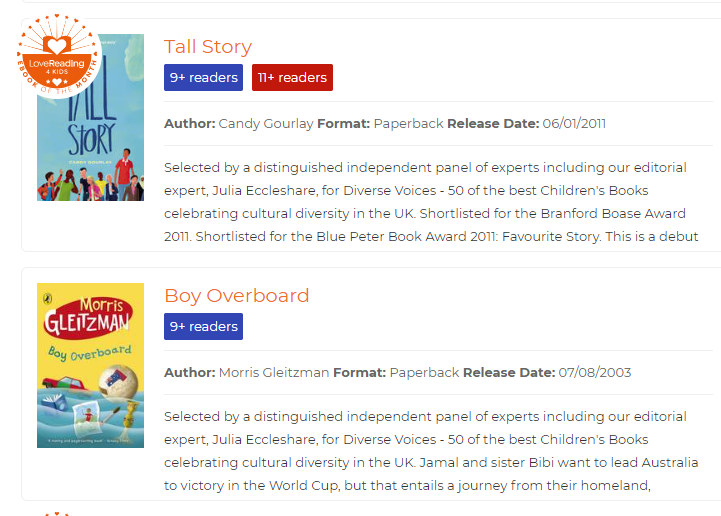 LoveReading
4 KIDS
EBOOK OF THE MONTH
TALL
STORY
CANDY GOURLAY
Tall Story
9+ readers 11+ readers
Author: Candy Gourlay Format: Paperback Release Date: 06/01/2011
Selected by a distinguished independent panel of experts including our editorial
expert, Julia Eccleshare, for Diverse Voices - 50 of the best Children's Books
celebrating cultural diversity in the UK. Shortlisted for the Branford Boase Award
2011. Shortlisted for the Blue Peter Book Award 2011: Favourite Story. This is a debut
Morris
GLEITZMAN
Boy Overboard
Boy Overboard
9+ readers
Author: Morris Gleitzman Format: Paperback Release Date: 07/08/2003
Selected by a distinguished independent panel of experts including our editorial
expert, Julia Eccleshare, for Diverse Voices - 50 of the best Children's Books
celebrating cultural diversity in the UK. Jamal and sister Bibi want to lead Australia
to victory in the World Cup, but that entails a journey from their homeland,